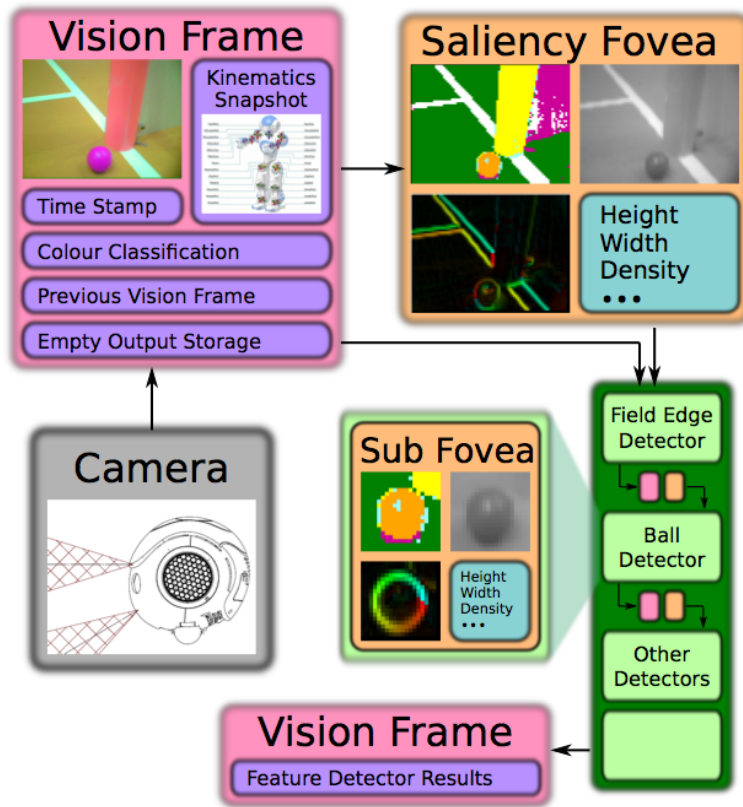 Vision Frame
Kinematics
Snapshot
Time Stamp
Colour Classification
Previous Vision Frame
Empty Output Storage
Saliency Fovea
Height
Width
Density
...
Camera
Sub Fovea
Height
Width
Density
...
Field Edge
Detector
Ball
Detector
Other
Detectors
Vision Frame
Feature Detector Results